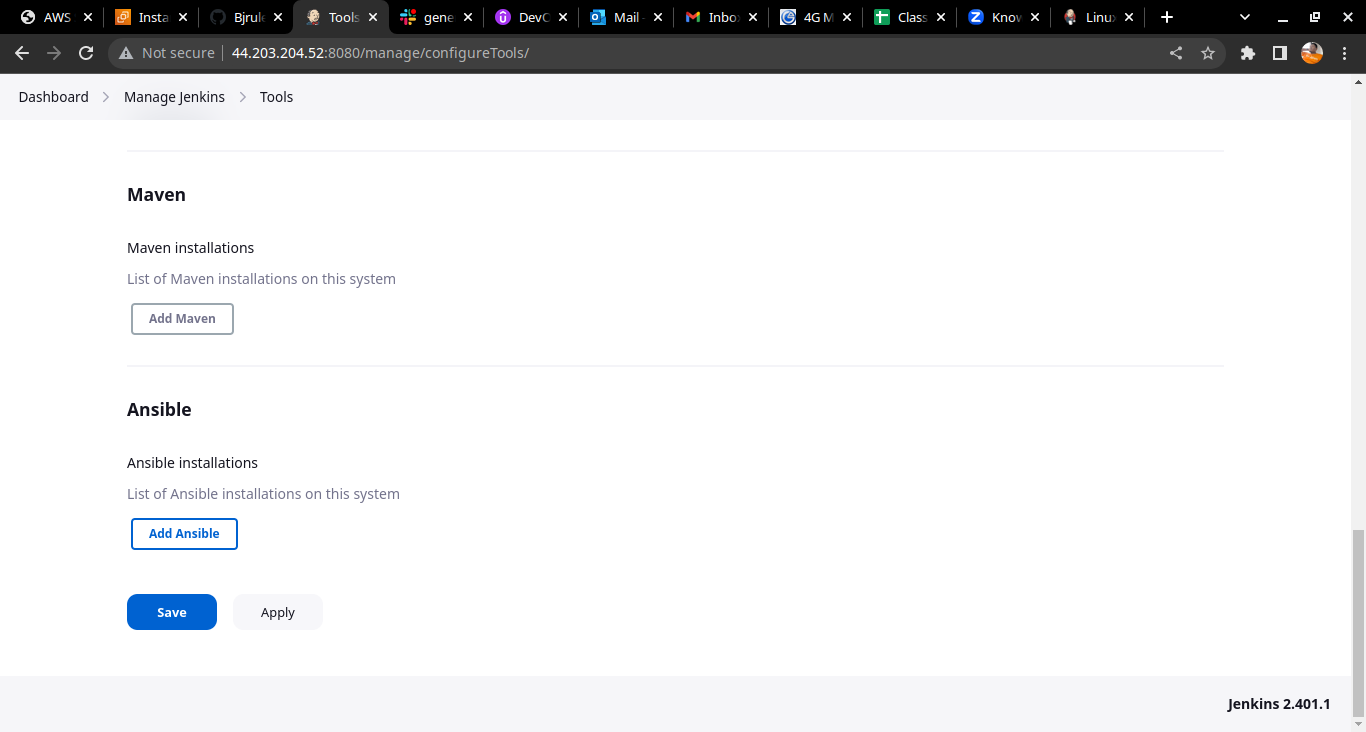 AWS Insta Bjrule Tools gene DevC Mail - Inbox 4G M Class Know Linux
Not secure 44.203.204.52:8080/manage/configureTools/
Dashboard Manage Jenkins Tools
Maven
Maven installations
List of Maven installations on this system
Add Maven
Ansible
Ansible installations
List of Ansible installations on this system
Add Ansible
Save Apply
Jenkins 2.401.1